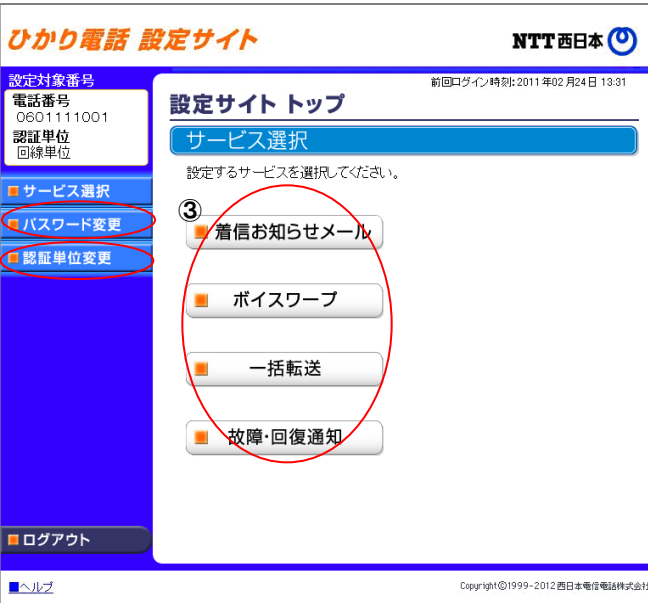 ひかり電話 設定サイト
NTT西日本
設定対象番号
電話番号
0601111001
認証単位
回線単位
サービス選択
パスワード変更
認証単位変更
ログアウト
前回ログイン時刻:2011年02月24日 13:31
設定サイト トップ
サービス選択
設定するサービスを選択してください。
③
着信お知らせメール
ボイスワープ
一括転送
故障・回復通知
ヘルプ
Copyright©1999-2012 西日本電信電話株式会社